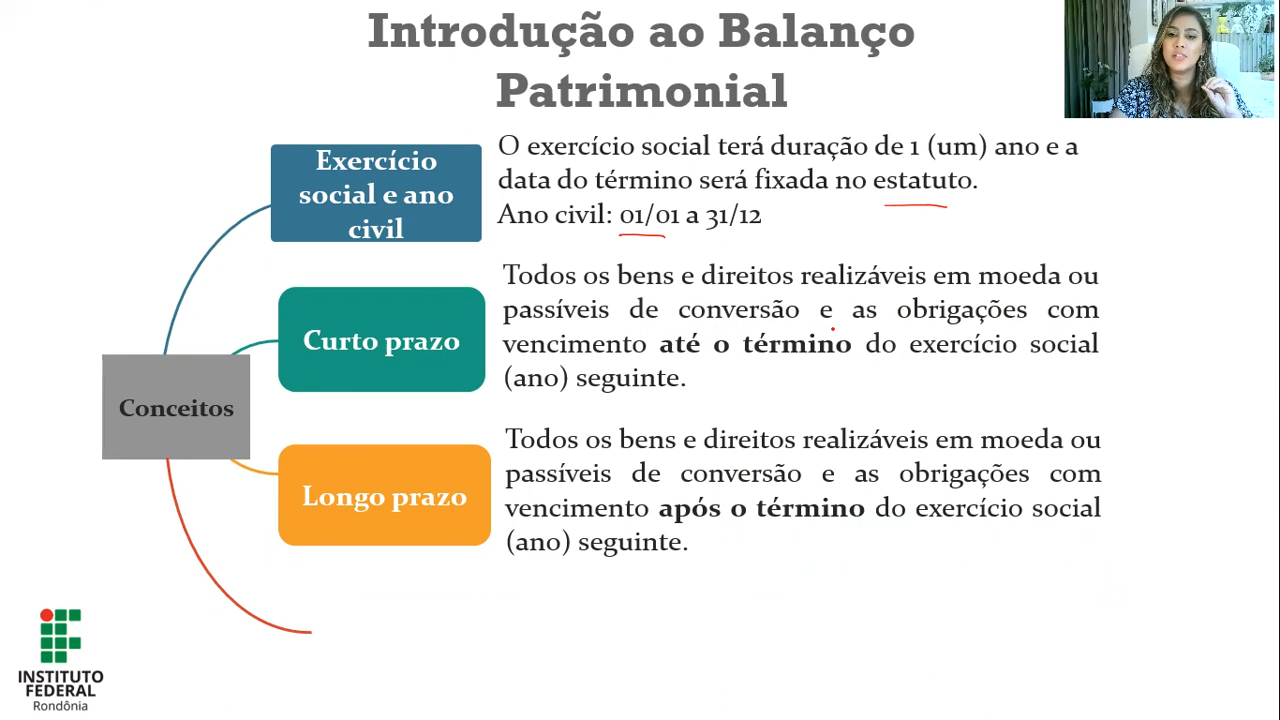 Introdução ao Balanço
Patrimonial
Exercício
social e ano
civil
O exercício social terá duração de 1 (um) ano e a
data do término será fixada no estatuto.
Ano civil: 01/01 a 31/12
Curto prazo
Todos os bens e direitos realizáveis em moeda ou
passíveis de conversão e as obrigações com
vencimento até o término do exercício social
(ano) seguinte.
Conceitos
Longo prazo
Todos os bens e direitos realizáveis em moeda ou
passíveis de conversão e as obrigações com
vencimento após o término do exercício social
(ano) seguinte.
INSTITUTO
FEDERAL
Rondônia